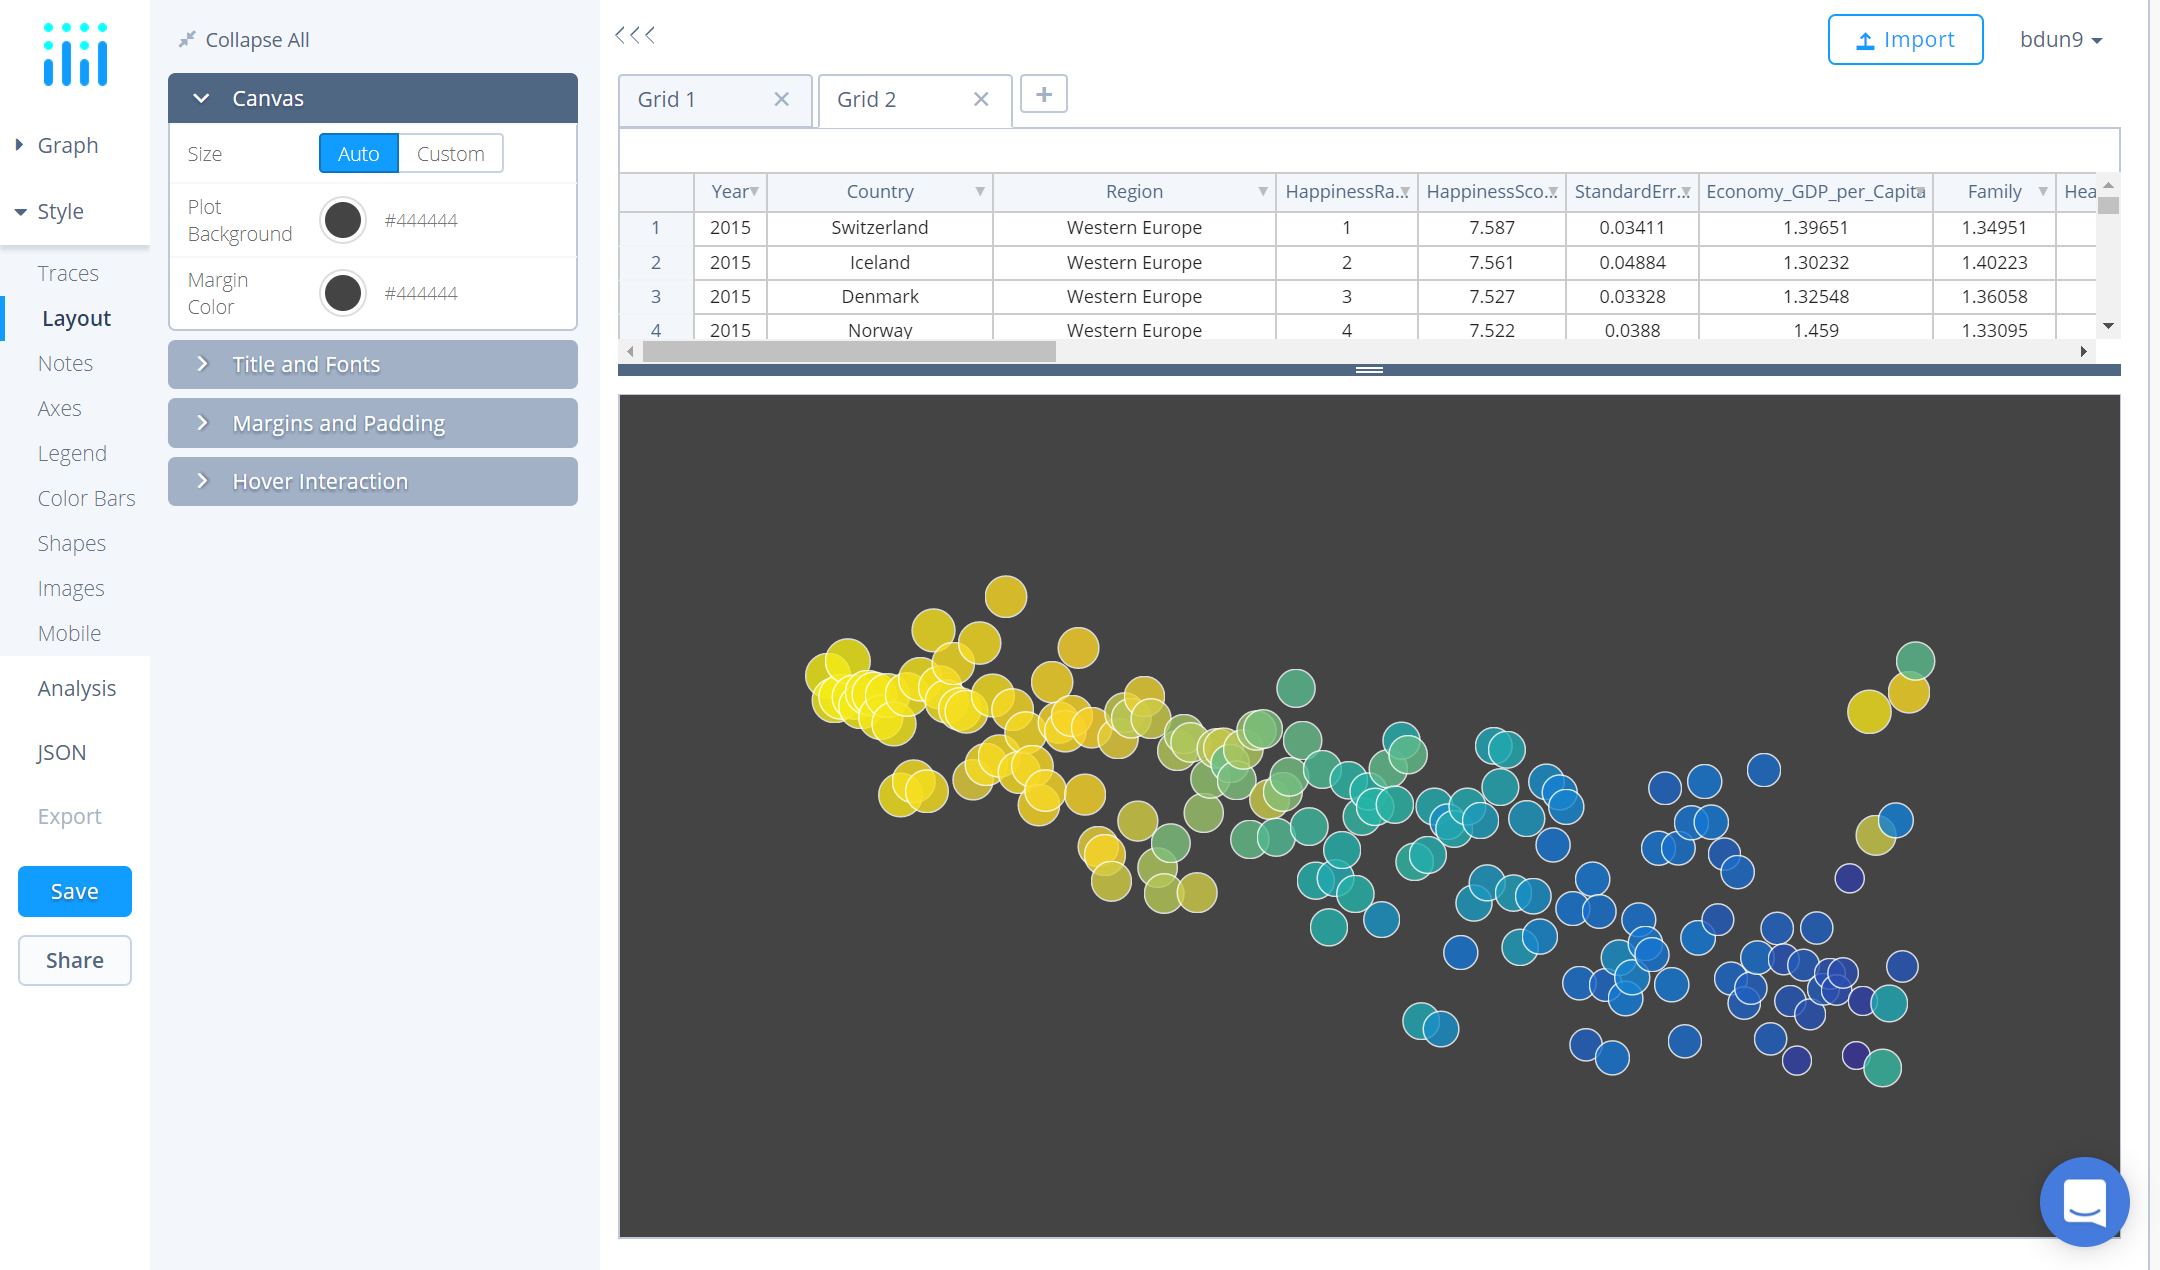 Collapse All
Import
bdun9
Graph
Style
Traces
Layout
Notes
Axes
Legend
Color Bars
Shapes
Images
Mobile
Analysis
JSON
Export
Save
Share
Canvas
Size Auto Custom
Plot
Background
#444444
Margin
Color
#444444
Title and Fonts
Margins and Padding
Hover Interaction
Grid 1 Grid 2
Year Country Region HappinessRa... HappinessSco... StandardErr... Economy_GDP_per_Capita Family Hea
1 2015 Switzerland Western Europe 1 7.587 0.03411 1.39651 1.34951
2 2015 Iceland Western Europe 2 7.561 0.04884 1.30232 1.40223
3 2015 Denmark Western Europe 3 7.527 0.03328 1.32548 1.36058
4 2015 Norway Western Europe 4 7.522 0.0388 1.459 1.33095